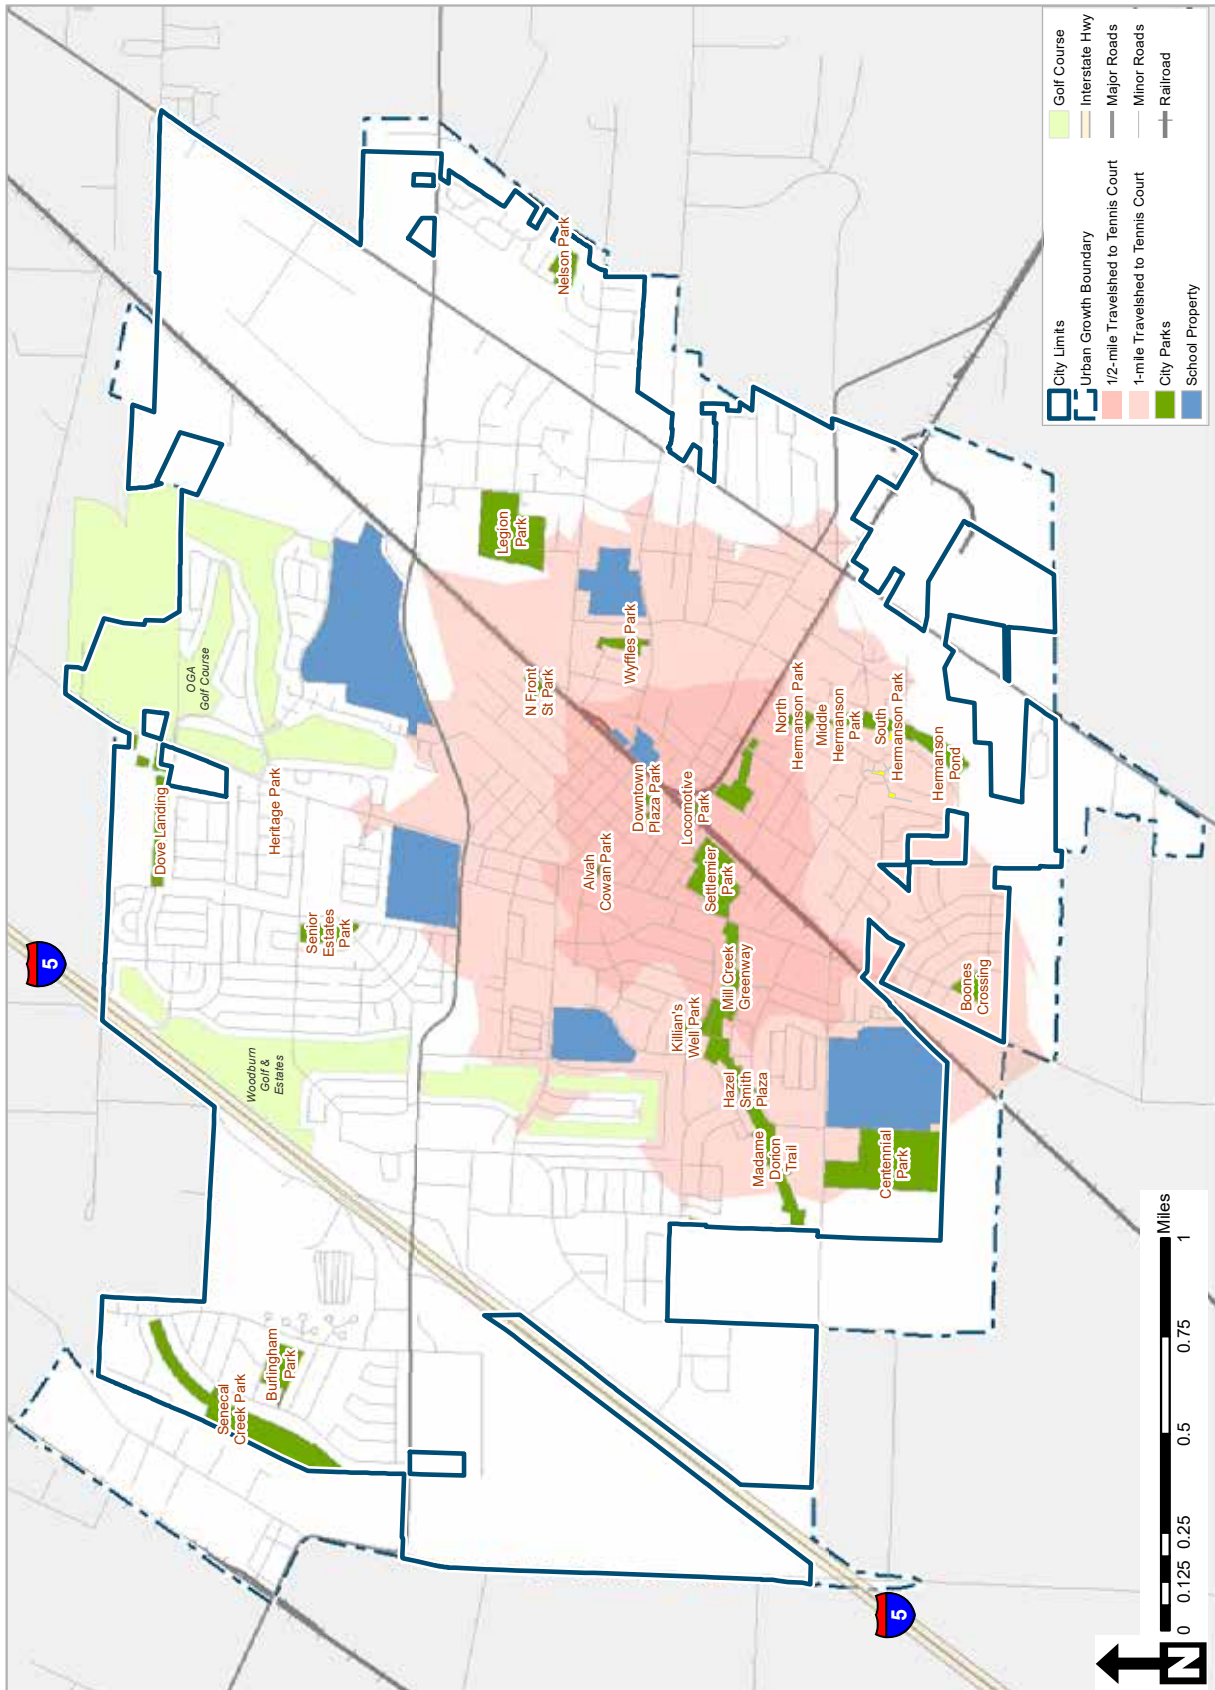 5
Dove Landing
OGA
Golf Course
Heritage Park
Senior
Estates
Park
Woodburn
Golf &
Estates
Senecal
Creek Park
Burlingham
Park
Legion
Park
Nelson Park
N Front
St Park
Wyffles Park
Alvah
Cowan Park
Downtown
Plaza Park
Locomotive
Park
Settlemier
Park
Mill Creek
Greenway
Killian's
Well Park
Hazel
Smith
Plaza
Madame
Dorion
Trail
Centennial
Park
North
Hermanson Park
Middle
Hermanson
Park
South
Hermanson Park
Hermanson
Pond
Boones
Crossing
5
City Limits
Urban Growth Boundary
1/2-mile Travelshed to Tennis Court
1-mile Travelshed to Tennis Court
City Parks
School Property
Golf Course
Interstate Hwy
Major Roads
Minor Roads
Railroad
N
0 0.125 0.25 0.5 0.75 1
Miles